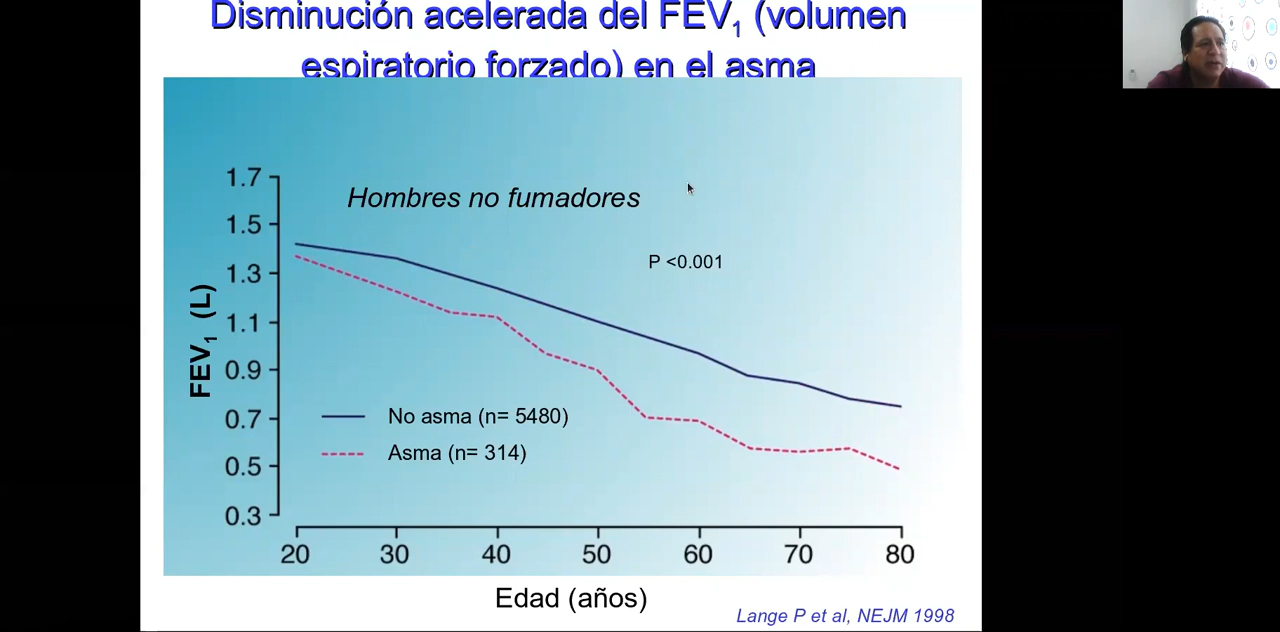 Disminución acelerada del FEV1 (volumen
espiratorio forzado) en el asma
Hombres no fumadores
P <0.001
FEV1 (L)
1.7
1.5
1.3
1.1
0.9
0.7
0.5
0.3
No asma (n= 5480)
Asma (n= 314)
20 30 40 50 60 70 80
Edad (años)
Lange P et al, NEJM 1998